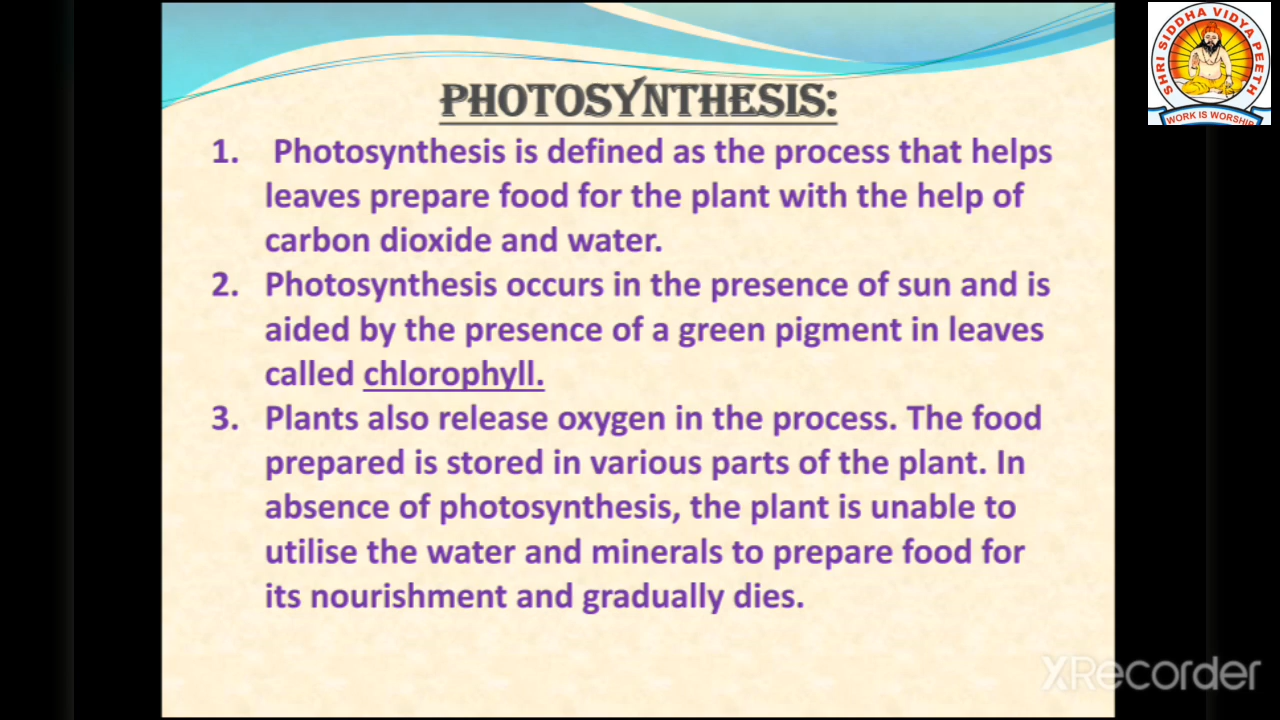 PHOTOSYNTHESIS:
1. Photosynthesis is defined as the process that helps
leaves prepare food for the plant with the help of
carbon dioxide and water.
2. Photosynthesis occurs in the presence of sun and is
aided by the presence of a green pigment in leaves
called chlorophyll.
3. Plants also release oxygen in the process. The food
prepared is stored in various parts of the plant. In
absence of photosynthesis, the plant is unable to
utilise the water and minerals to prepare food for
its nourishment and gradually dies.
SHRI SIDDHA VIDYA PEETH
WORK IS WORSHIP
XRecorder